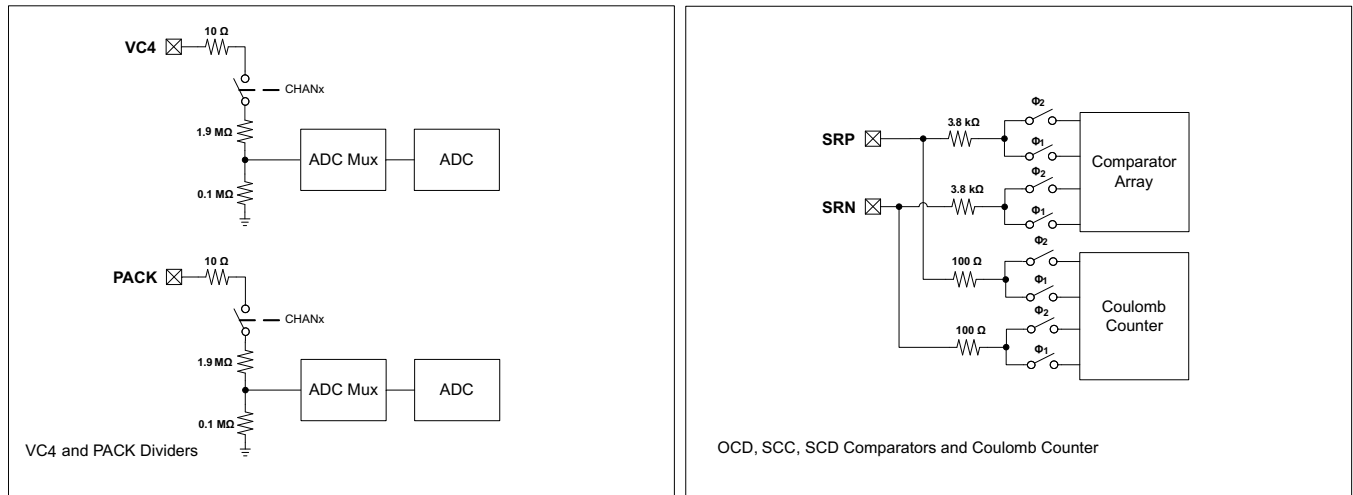 10 Ω
VC4
CHANx
1.9 MΩ
ADC Mux
ADC
0.1 MΩ
10 Ω
PACK
CHANx
1.9 MΩ
ADC Mux
ADC
0.1 MΩ
VC4 and PACK Dividers
Φ2
3.8 kΩ
SRP
Φ1
Comparator
Array
Φ2
3.8 kΩ
SRN
Φ1
Φ2
100 Ω
Φ1
Coulomb
Counter
Φ2
100 Ω
Φ1
OCD, SCC, SCD Comparators and Coulomb Counter